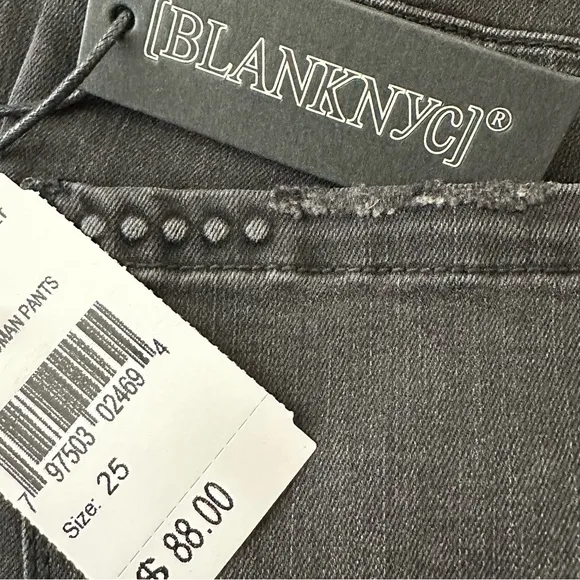 [BLANKNYC]®
MAN PANTS
7 97503 02469 4
Size: 25
$ 88.00